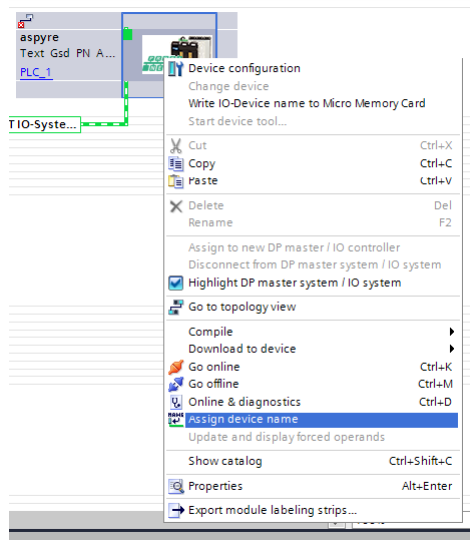 aspyre
Text Gsd PN A...
PLC_1
T IO-Syste...
Device configuration
Change device
Write IO-Device name to Micro Memory Card
Start device tool...
Cut Ctrl+X
Copy Ctrl+C
Paste Ctrl+V
Delete Del
Rename F2
Assign to new DP master / IO controller
Disconnect from DP master system / IO system
Highlight DP master system / IO system
Go to topology view
Compile
Download to device
Go online Ctrl+K
Go offline Ctrl+M
Online & diagnostics Ctrl+D
Assign device name
Update and display forced operands
Show catalog Ctrl+Shift+C
Properties Alt+Enter
Export module labeling strips...